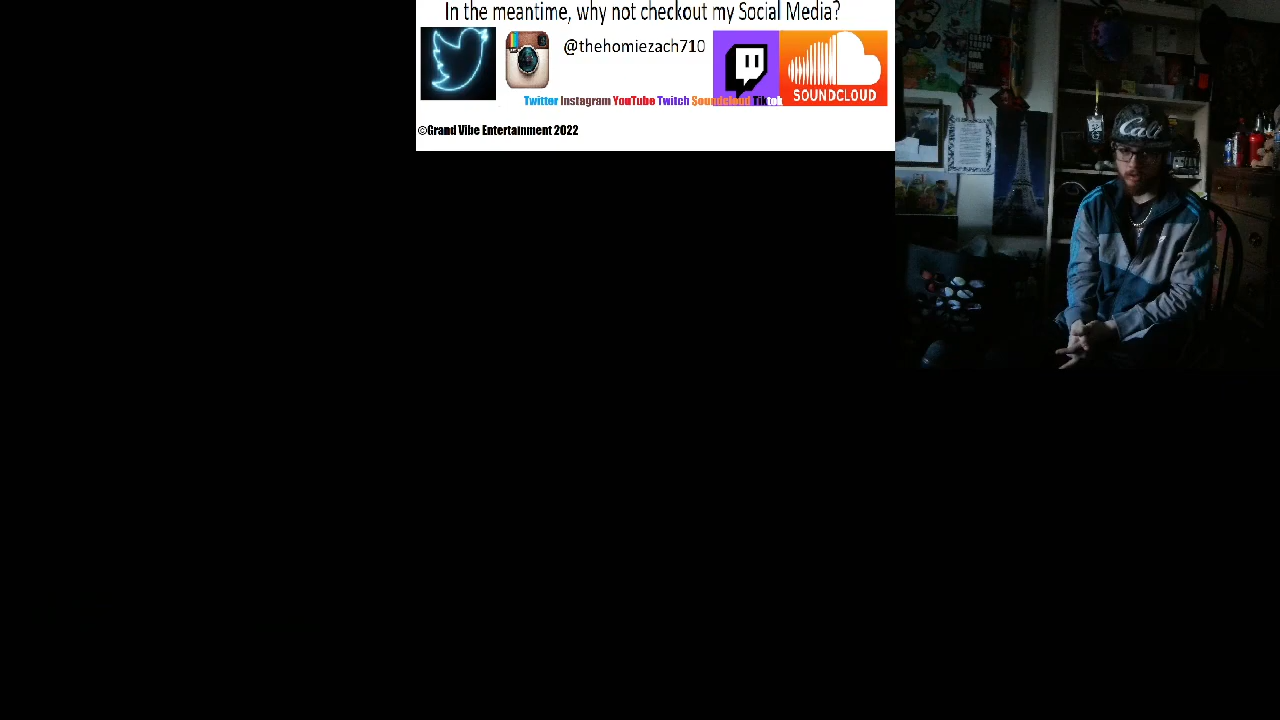 In the meantime, why not checkout my Social Media?
@thehomiezach710
SOUNDCLOUD
Twitter Instagram YouTube Twitch Soundcloud Tiktok
©Grand Vibe Entertainment 2022
Cali